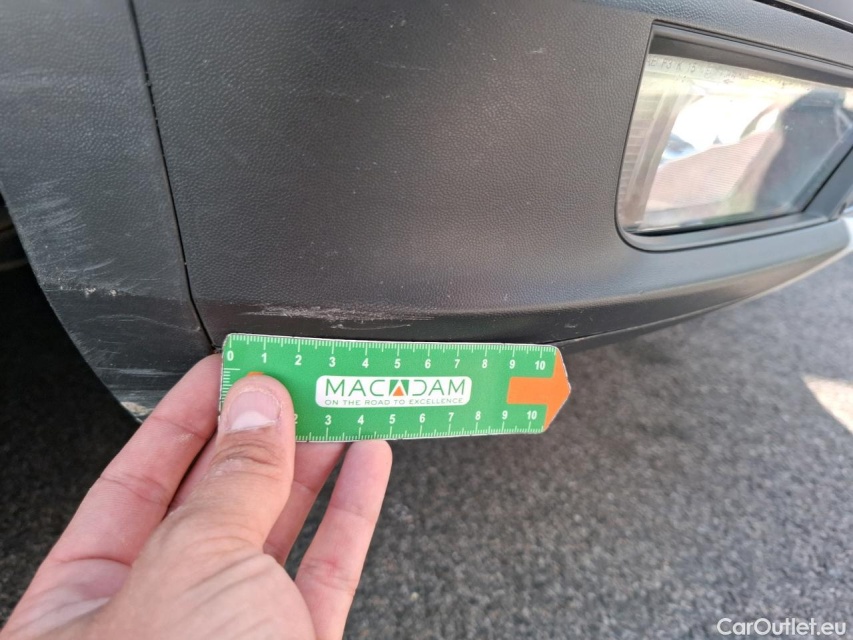 0 1 2 3 4 5 6 7 8 9 10
MACADAM
ON THE ROAD TO EXCELLENCE
2 3 4 5 6 7 8 9 10
CarOutlet.eu